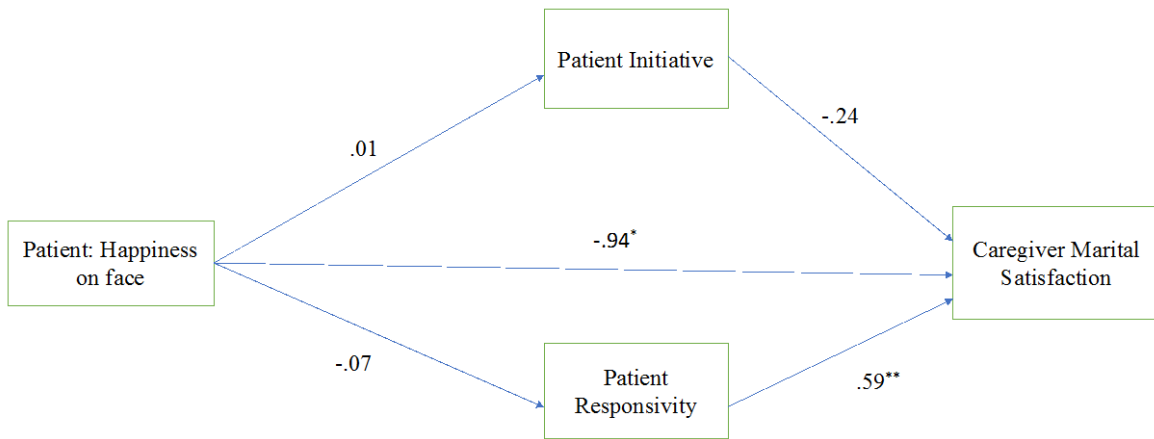 Patient Initiative
-.24
.01
Patient: Happiness
on face
-.94*
Caregiver Marital
Satisfaction
-.07
Patient
Responsivity
.59**